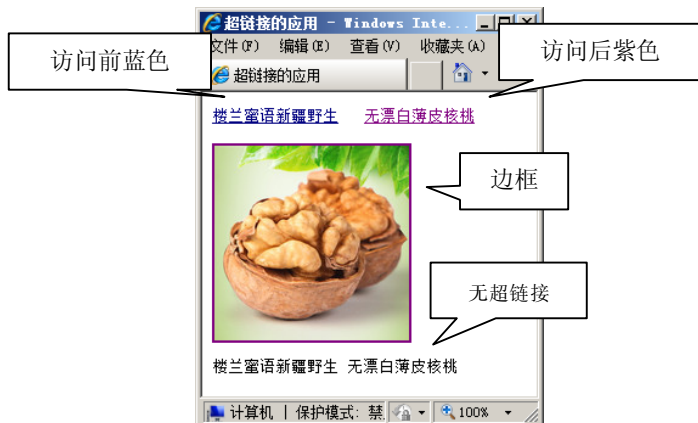 超链接的应用 - Windows Inte...
文件(F) 编辑(E) 查看(V) 收藏夹(A)
访问前蓝色
访问后紫色
超链接的应用
楼兰蜜语新疆野生 无漂白薄皮核桃
边框
无超链接
楼兰蜜语新疆野生 无漂白薄皮核桃
计算机 | 保护模式: 禁
100%